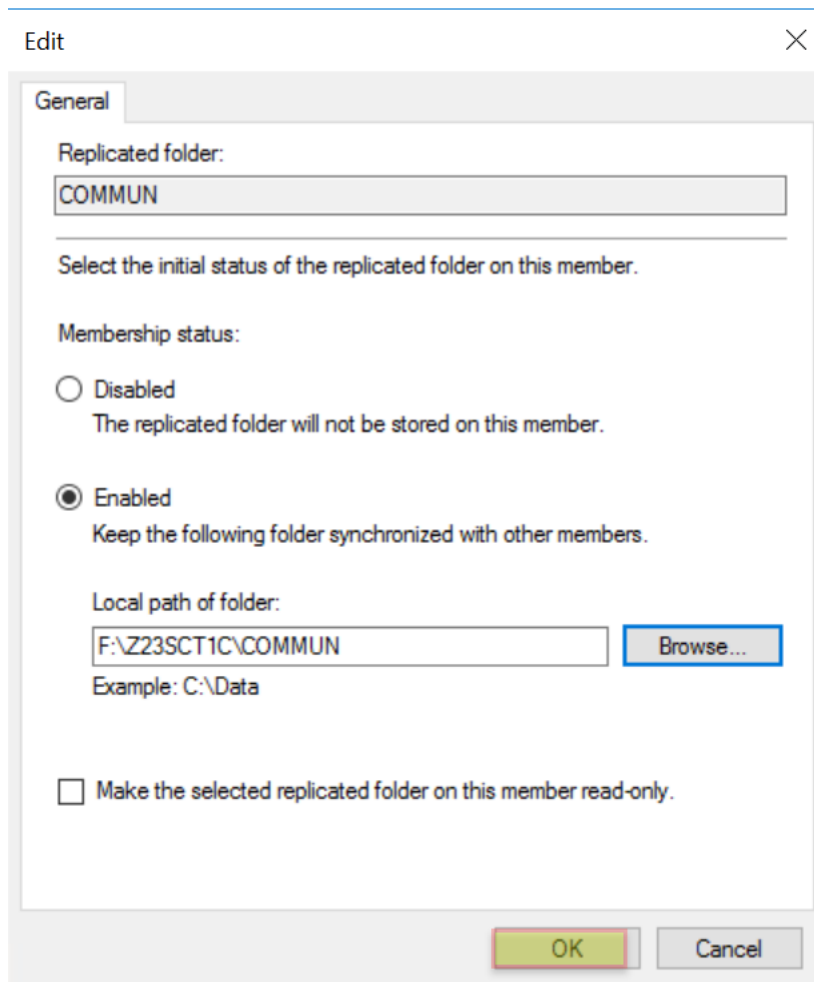 Edit
General
Replicated folder:
COMMUN
Select the initial status of the replicated folder on this member.
Membership status:
Disabled
The replicated folder will not be stored on this member.
Enabled
Keep the following folder synchronized with other members.
Local path of folder:
F:\Z23SCT1C\COMMUN
Browse...
Example: C:\Data
Make the selected replicated folder on this member read-only.
OK
Cancel